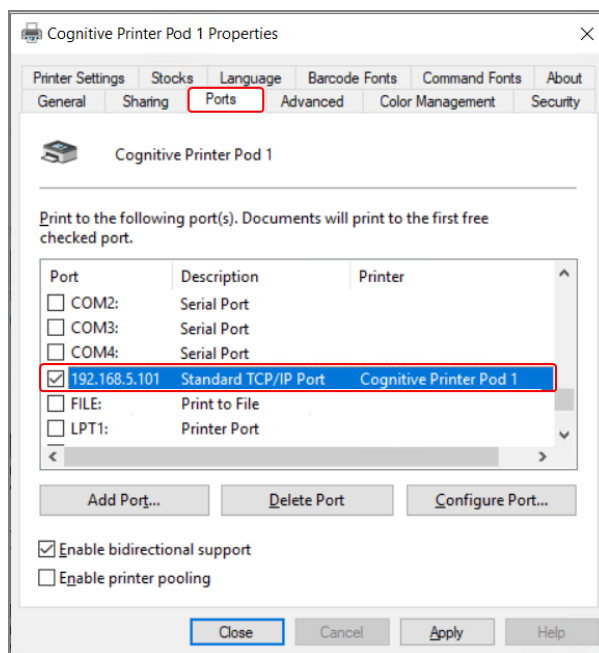 Cognitive Printer Pod 1 Properties
Printer Settings Stocks Language Barcode Fonts Command Fonts About
General Sharing Ports Advanced Color Management Security
Cognitive Printer Pod 1
Print to the following port(s). Documents will print to the first free
checked port.
Port Description Printer
COM2: Serial Port
COM3: Serial Port
COM4: Serial Port
192.168.5.101 Standard TCP/IP Port Cognitive Printer Pod 1
FILE: Print to File
LPT1: Printer Port
Add Port... Delete Port Configure Port...
Enable bidirectional support
Enable printer pooling
Close Cancel Apply Help